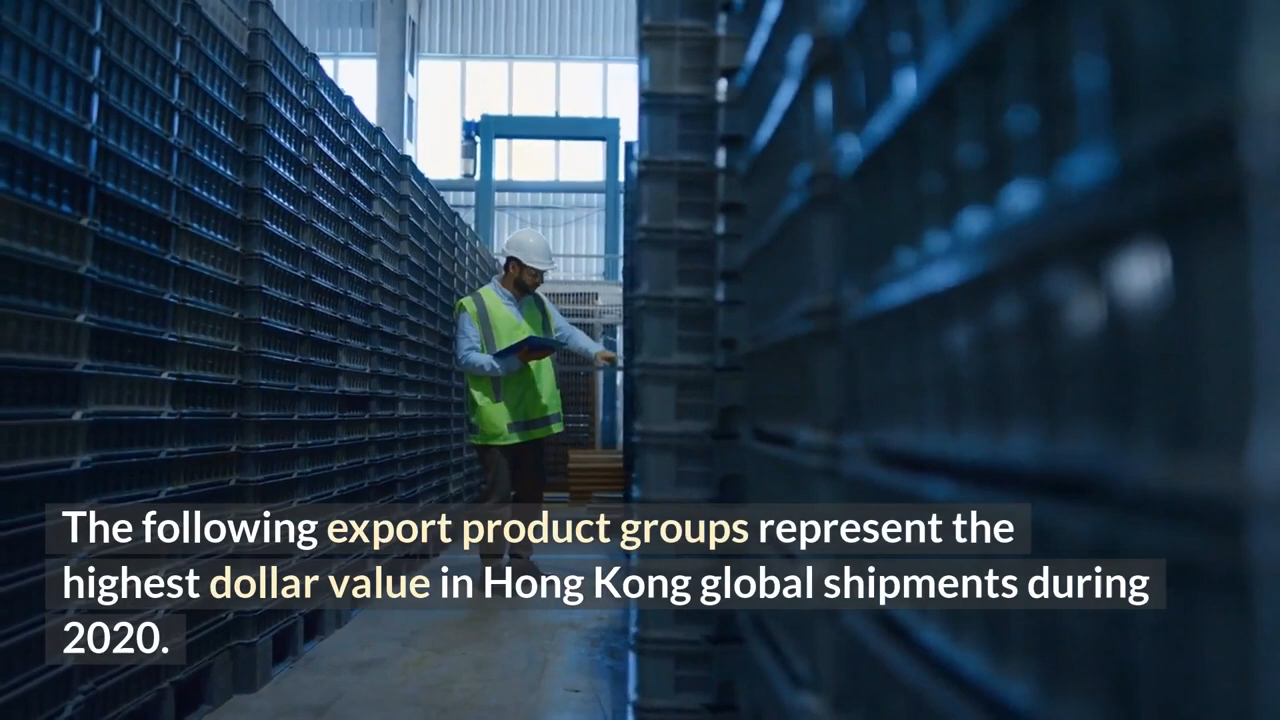 The following export product groups represent the
highest dollar value in Hong Kong global shipments during
2020.